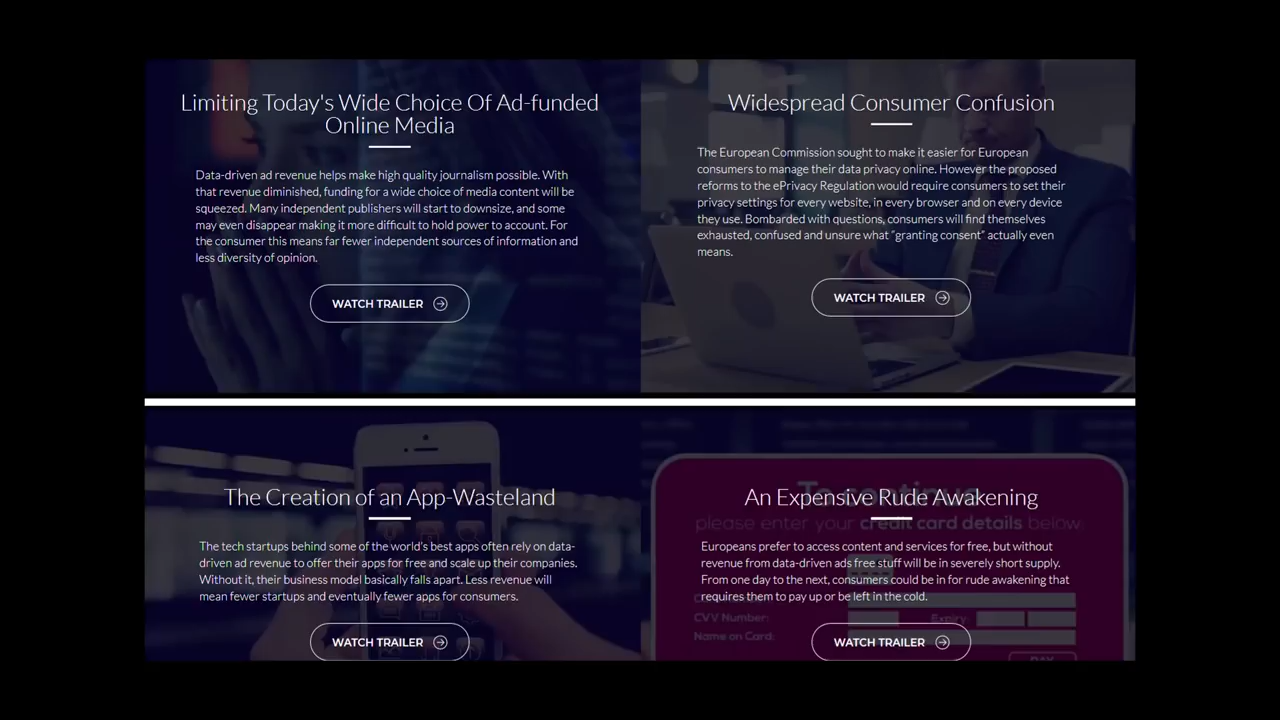 Limiting Today's Wide Choice Of Ad-funded
Online Media
Data-driven ad revenue helps make high quality journalism possible. With
that revenue diminished, funding for a wide choice of media content will be
squeezed. Many independent publishers will start to downsize, and some
may even disappear making it more difficult to hold power to account. For
the consumer this means far fewer independent sources of information and
less diversity of opinion.
WATCH TRAILER
Widespread Consumer Confusion
The European Commission sought to make it easier for European
consumers to manage their data privacy online. However the proposed
reforms to the ePrivacy Regulation would require consumers to set their
privacy settings for every website, in every browser and on every device
they use. Bombarded with questions, consumers will find themselves
exhausted, confused and unsure what "granting consent" actually even
means.
WATCH TRAILER
The Creation of an App-Wasteland
The tech startups behind some of the world's best apps often rely on data-
driven ad revenue to offer their apps for free and scale up their companies.
Without it, their business model basically falls apart. Less revenue will
mean fewer startups and eventually fewer apps for consumers.
WATCH TRAILER
To continue
An Expensive Rude Awakening
please enter your credit card details below
Europeans prefer to access content and services for free, but without
revenue from data-driven ads free stuff will be in severely short supply.
From one day to the next, consumers could be in for rude awakening that
requires them to pay up or be left in the cold.
CVV Number:
Expiry:
Name on Card:
WATCH TRAILER
PAY